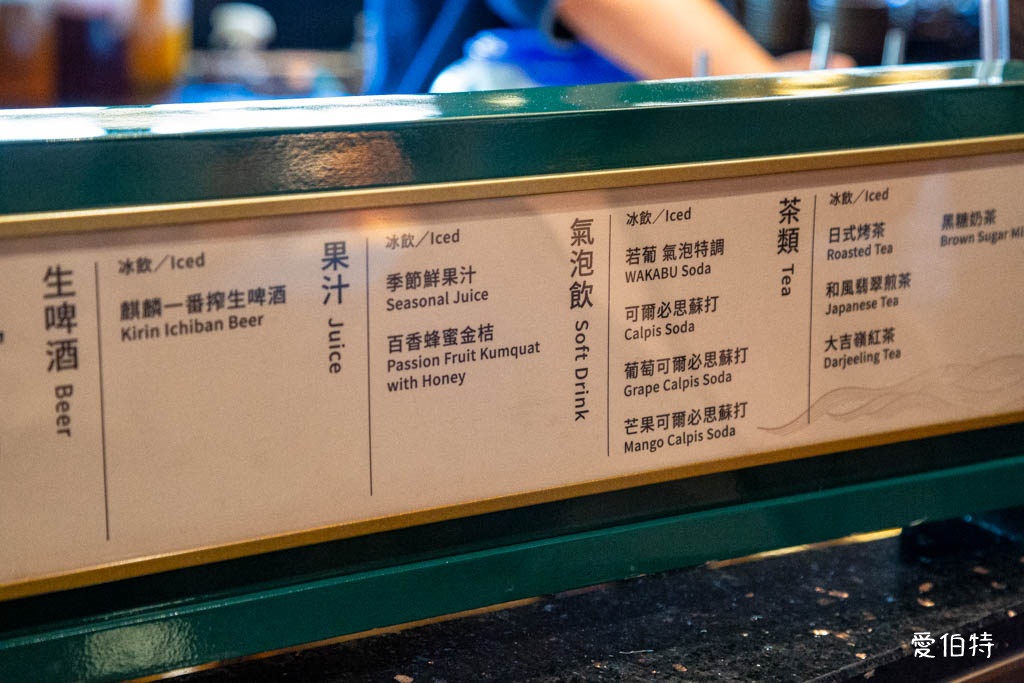 生啤酒 Beer
冰飲／Iced
麒麟一番搾生啤酒
Kirin Ichiban Beer
果汁 Juice
冰飲／Iced
季節鮮果汁
Seasonal Juice
百香蜂蜜金桔
Passion Fruit Kumquat
with Honey
氣泡飲 Soft Drink
冰飲／Iced
若葡 氣泡特調
WAKABU Soda
可爾必思蘇打
Calpis Soda
葡萄可爾必思蘇打
Grape Calpis Soda
芒果可爾必思蘇打
Mango Calpis Soda
茶類 Tea
冰飲／Iced
日式烤茶
Roasted Tea
和風翡翠煎茶
Japanese Tea
大吉嶺紅茶
Darjeeling Tea
黑糖奶茶
Brown Sugar Mi
愛伯特